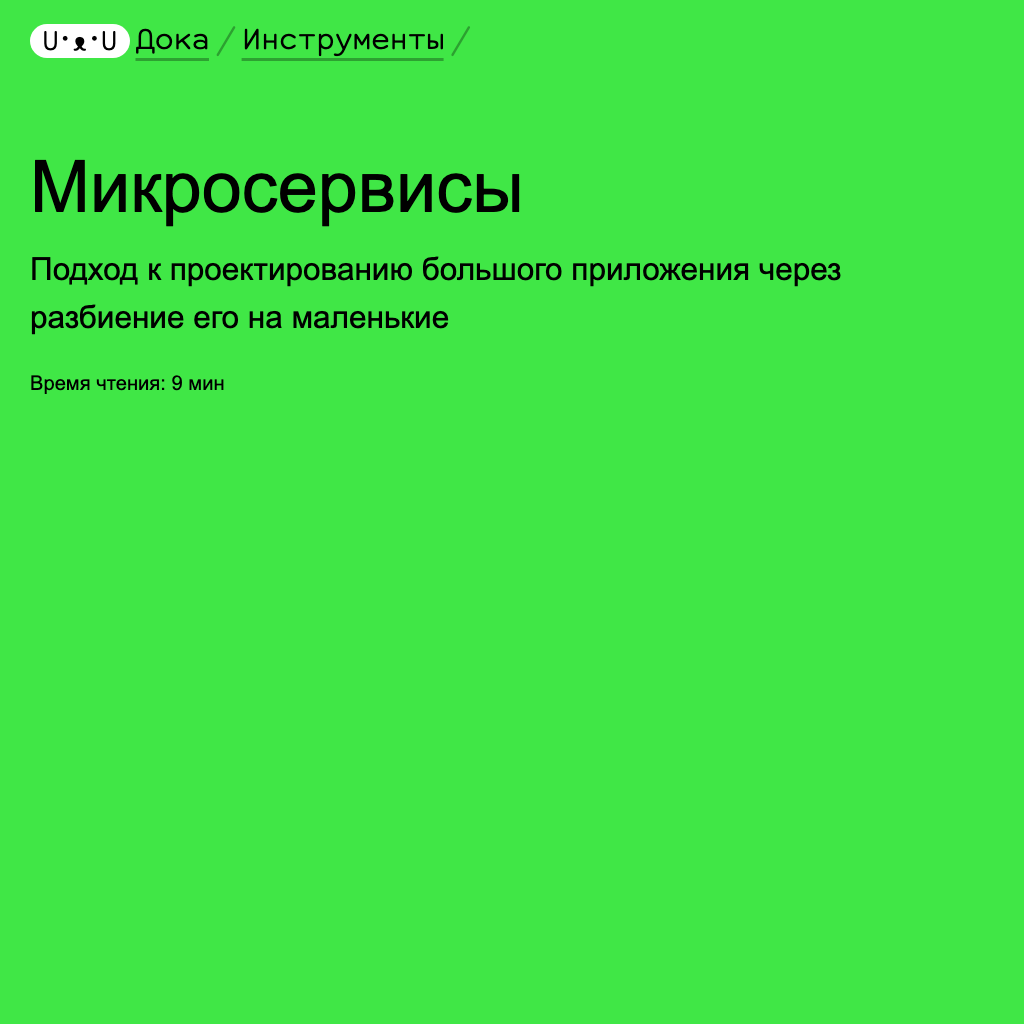 U·ᴥ·U Дока / Инструменты /
Микросервисы
Подход к проектированию большого приложения через
разбиение его на маленькие
Время чтения: 9 мин